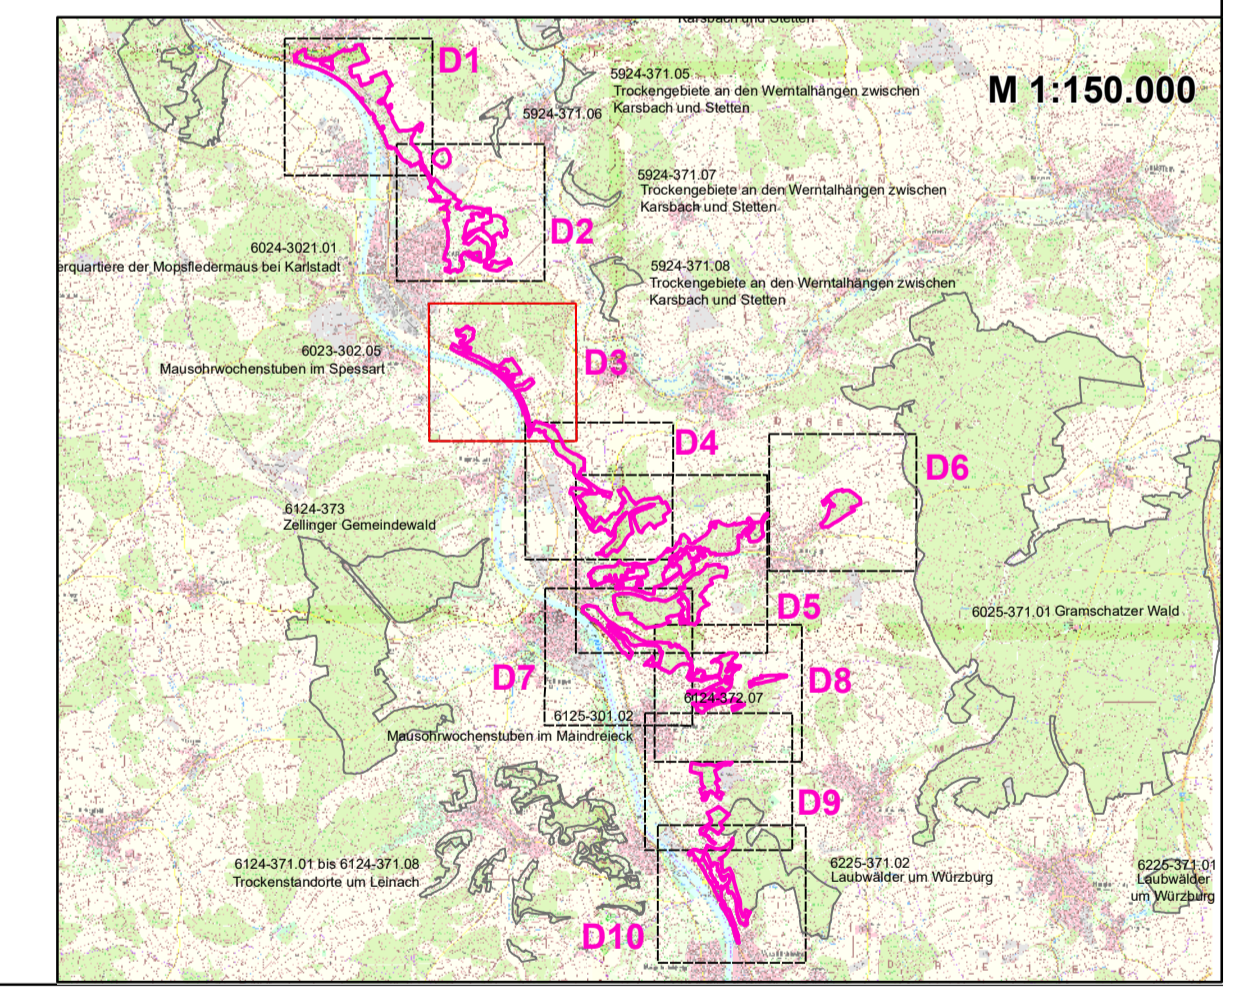 Karsbach und Stetten
D1
M 1:150.000
5924-371.05
Trockengebiete an den Werntalhängen zwischen
Karsbach und Stetten
5924-371.06
5924-371.07
Trockengebiete an den Werntalhängen zwischen
Karsbach und Stetten
D2
6024-3021.01
erquartiere der Mopsfledermaus bei Karlstadt
5924-371.08
Trockengebiete an den Werntalhängen zwischen
Karsbach und Stetten
6023-302.05
Mausohrwochenstuben im Spessart
D3
D4
D6
6124-373
Zellinger Gemeindewald
D5
6025-371.01 Gramschatzer Wald
D7
D8
6124-372.07
6125-301.02
Mausohrwochenstuben im Maindreieck
D9
6124-371.01 bis 6124-371.08
Trockenstandorte um Leinach
6225-371.02
Laubwälder um Würzburg
6225-371.01
Laubwälder
um Würzburg
D10